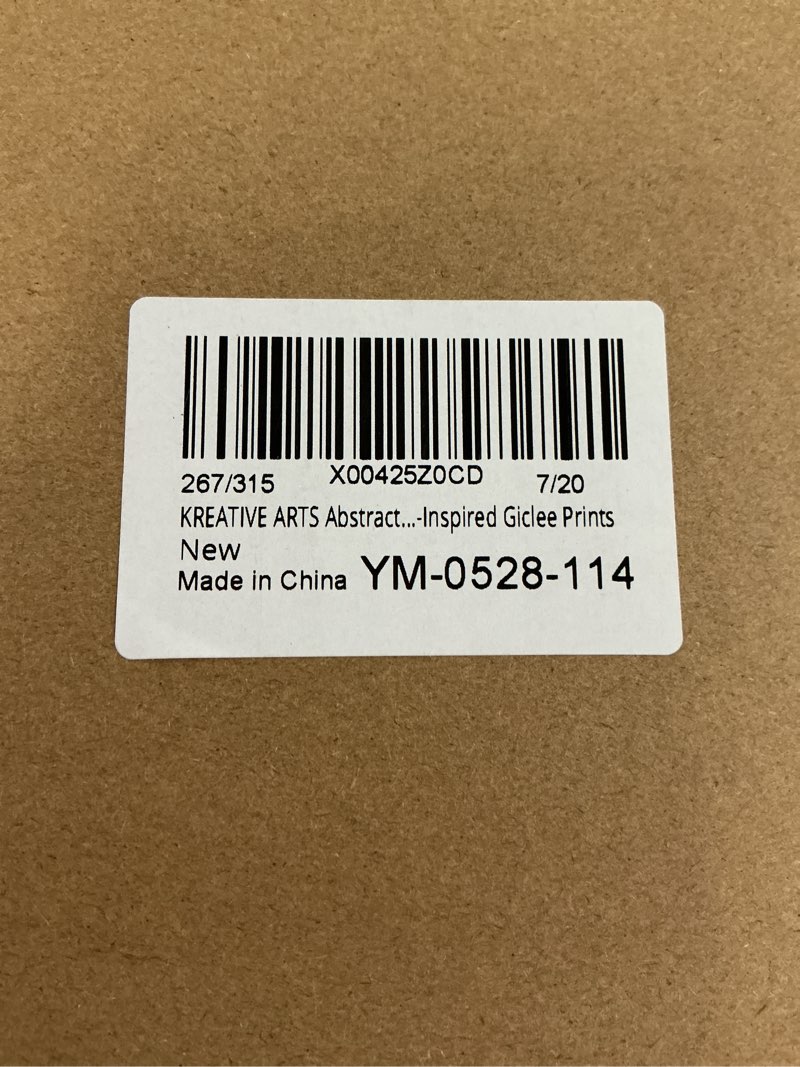 267/315 X00425Z0CD 7/20
KREATIVE ARTS Abstract...-Inspired Giclee Prints
New
Made in China YM-0528-114